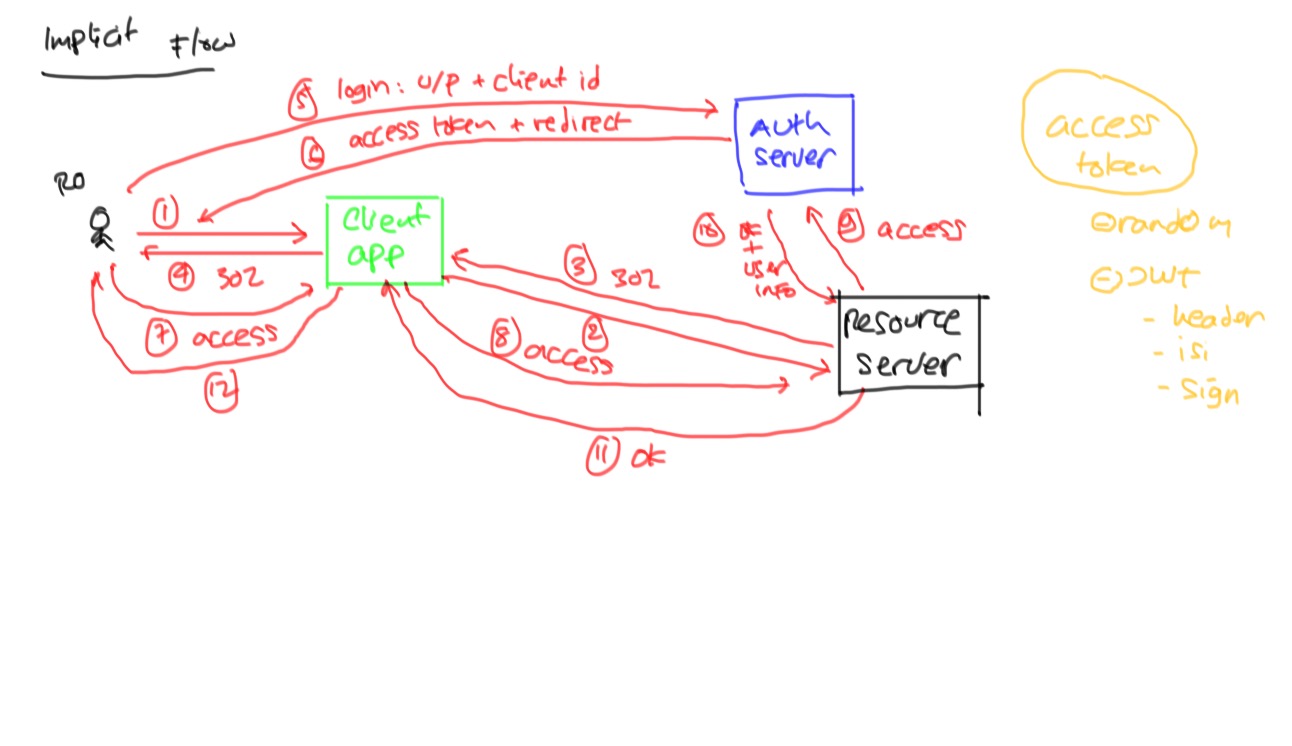 Implicit Flow
5 login: u/p + client id
6 access token + redirect
Auth
server
access
token
RO
1
client
app
random
10 ok
+
user
info
9 access
4 302
3 302
JWT
- header
- isi
- sign
Resource
server
7 access
8 access
2
12
11 ok